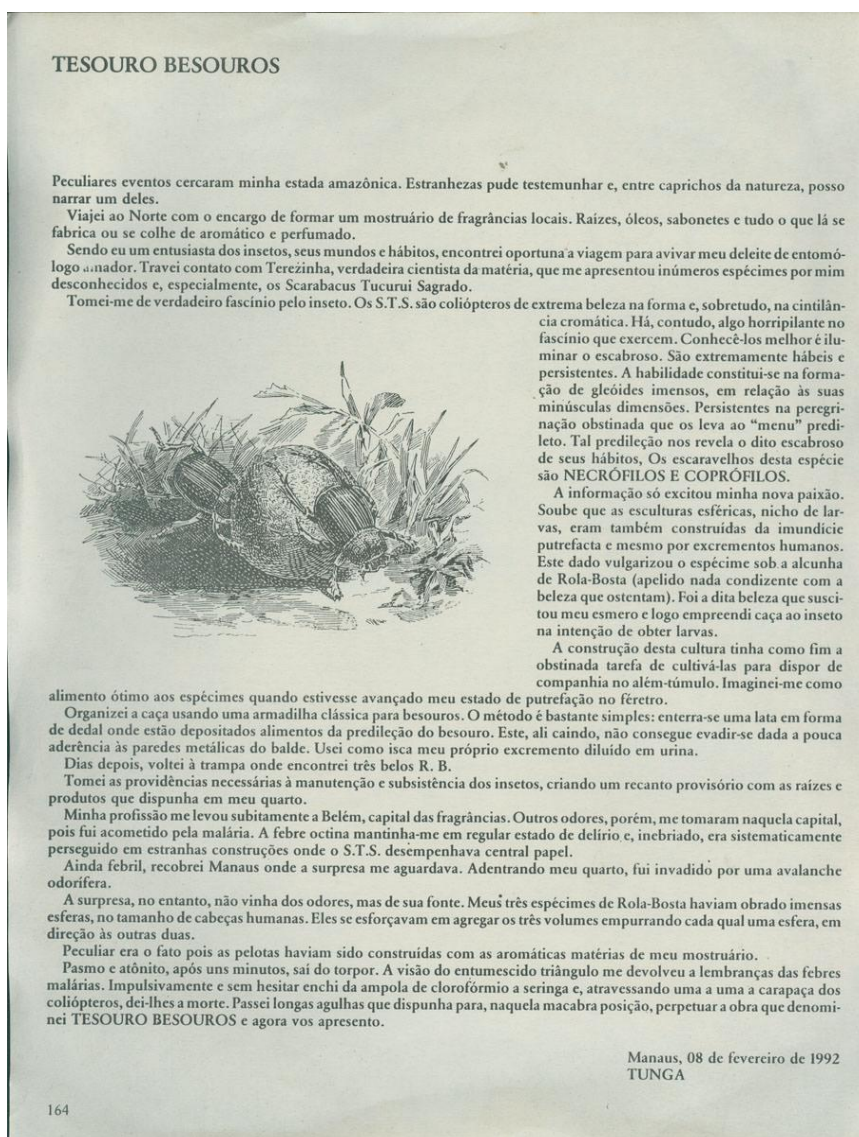 TESOURO BESOUROS
Peculiares eventos cercaram minha estada amazônica. Estranhezas pude testemunhar e, entre caprichos da natureza, posso
narrar um deles.
Viajei ao Norte com o encargo de formar um mostruário de fragrâncias locais. Raízes, óleos, sabonetes e tudo o que lá se
fabrica ou se colhe de aromático e perfumado.
Sendo eu um entusiasta dos insetos, seus mundos e hábitos, encontrei oportuna a viagem para avivar meu deleite de entomó-
logo amador. Travei contato com Terezinha, verdadeira cientista da matéria, que me apresentou inúmeros espécimes por mim
desconhecidos e, especialmente, os Scarabacus Tucurui Sagrado.
Tomei-me de verdadeiro fascínio pelo inseto. Os S.T.S. são coliópteros de extrema beleza na forma e, sobretudo, na cintilân-
cia cromática. Há, contudo, algo horripilante no
fascínio que exercem. Conhecê-los melhor é ilu-
minar o escabroso. São extremamente hábeis e
persistentes. A habilidade constitui-se na forma-
ção de gleóides imensos, em relação às suas
minúsculas dimensões. Persistentes na peregri-
nação obstinada que os leva ao “menu” predi-
leto. Tal predileção nos revela o dito escabroso
de seus hábitos, Os escaravelhos desta espécie
são NECRÓFILOS E COPRÓFILOS.
A informação só excitou minha nova paixão.
Soube que as esculturas esféricas, nicho de lar-
vas, eram também construídas da imundície
putrefacta e mesmo por excrementos humanos.
Este dado vulgarizou o espécime sob a alcunha
de Rola-Bosta (apelido nada condizente com a
beleza que ostentam). Foi a dita beleza que susci-
tou meu esmero e logo empreendi caça ao inseto
na intenção de obter larvas.
A construção desta cultura tinha como fim a
obstinada tarefa de cultivá-las para dispor de
companhia no além-túmulo. Imaginei-me como
alimento ótimo aos espécimes quando estivesse avançado meu estado de putrefação no féretro.
Organizei a caça usando uma armadilha clássica para besouros. O método é bastante simples: enterra-se uma lata em forma
de dedal onde estão depositados alimentos da predileção do besouro. Este, ali caindo, não consegue evadir-se dada a pouca
aderência às paredes metálicas do balde. Usei como isca meu próprio excremento diluído em urina.
Dias depois, voltei à trampa onde encontrei três belos R. B.
Tomei as providências necessárias à manutenção e subsistência dos insetos, criando um recanto provisório com as raízes e
produtos que dispunha em meu quarto.
Minha profissão me levou subitamente a Belém, capital das fragrâncias. Outros odores, porém, me tomaram naquela capital,
pois fui acometido pela malária. A febre octina mantinha-me em regular estado de delírio e, inebriado, era sistematicamente
perseguido em estranhas construções onde o S.T.S. desempenhava central papel.
Ainda febril, recobrei Manaus onde a surpresa me aguardava. Adentrando meu quarto, fui invadido por uma avalanche
odorífera.
A surpresa, no entanto, não vinha dos odores, mas de sua fonte. Meus três espécimes de Rola-Bosta haviam obrado imensas
esferas, no tamanho de cabeças humanas. Eles se esforçavam em agregar os três volumes empurrando cada qual uma esfera, em
direção às outras duas.
Peculiar era o fato pois as pelotas haviam sido construídas com as aromáticas matérias de meu mostruário.
Pasmo e atônito, após uns minutos, saí do torpor. A visão do entumescido triângulo me devolveu a lembranças das febres
malárias. Impulsivamente e sem hesitar enchi da ampola de clorofórmio a seringa e, atravessando uma a uma a carapaça dos
coliópteros, dei-lhes a morte. Passei longas agulhas que dispunha para, naquela macabra posição, perpetuar a obra que denomi-
nei TESOURO BESOUROS e agora vos apresento.
Manaus, 08 de fevereiro de 1992
TUNGA
164